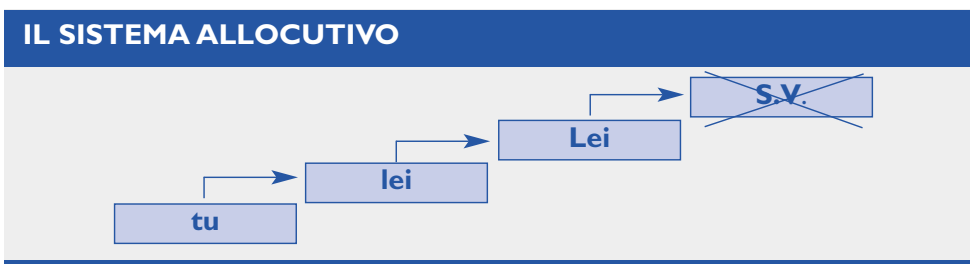 IL SISTEMA ALLOCUTIVO
S.V.
Lei
lei
tu